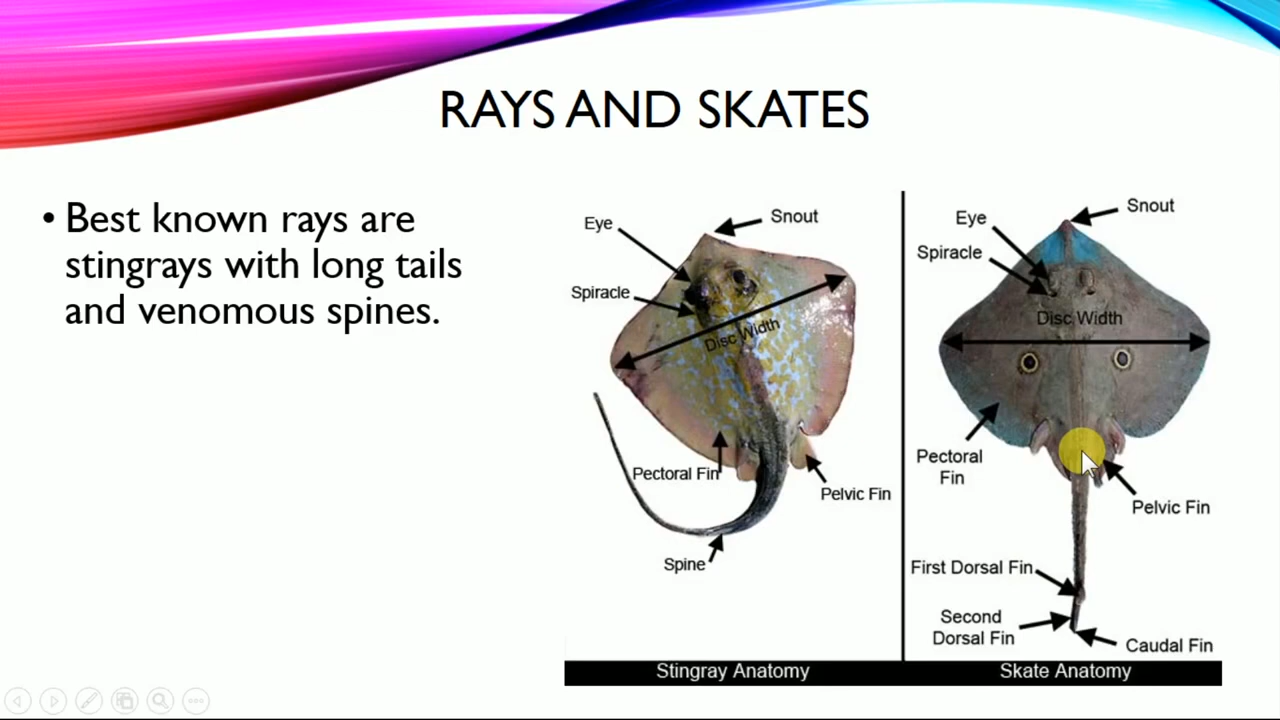 RAYS AND SKATES
• Best known rays are
stingrays with long tails
and venomous spines.
Eye
Snout
Spiracle
Disc Width
Pectoral Fin
Pelvic Fin
Spine
Stingray Anatomy
Eye
Snout
Spiracle
Disc Width
Pectoral
Fin
Pelvic Fin
First Dorsal Fin
Second
Dorsal Fin
Caudal Fin
Skate Anatomy